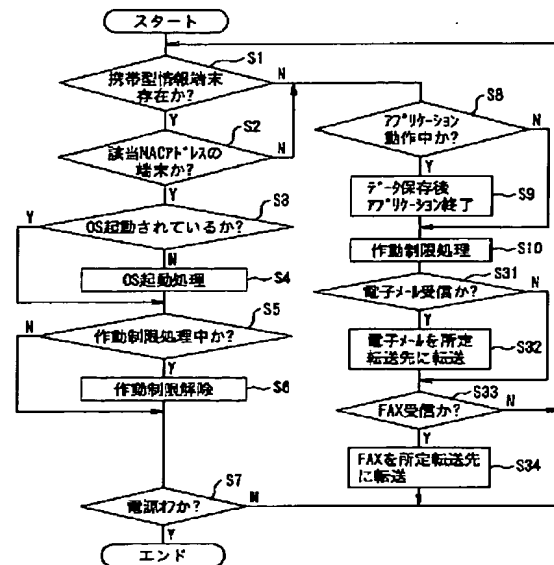 スタート
S1
携帯型情報端末
存在か?
N
Y
S2
該当MACアドレスの
端末か?
N
Y
S3
Y
OS起動されているか?
N
OS起動処理
S4
S5
N
作動制限処理中か?
Y
作動制限解除
S6
S7
電源オフか?
N
Y
エンド
S8
アプリケーション
動作中か?
N
Y
データ保存後
アプリケーション終了
S9
作動制限処理
S10
S31
電子メール受信か?
N
Y
電子メールを所定
転送先に転送
S32
S33
FAX受信か?
N
Y
FAXを所定転送先
に転送
S34